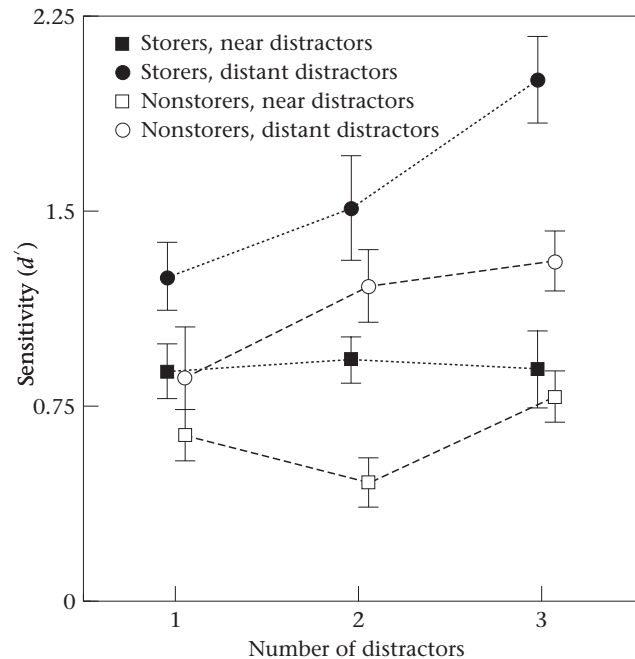 2.25
Storers, near distractors
Storers, distant distractors
Nonstorers, near distractors
Nonstorers, distant distractors
1.5
Sensitivity (d′)
0.75
0
1 2 3
Number of distractors